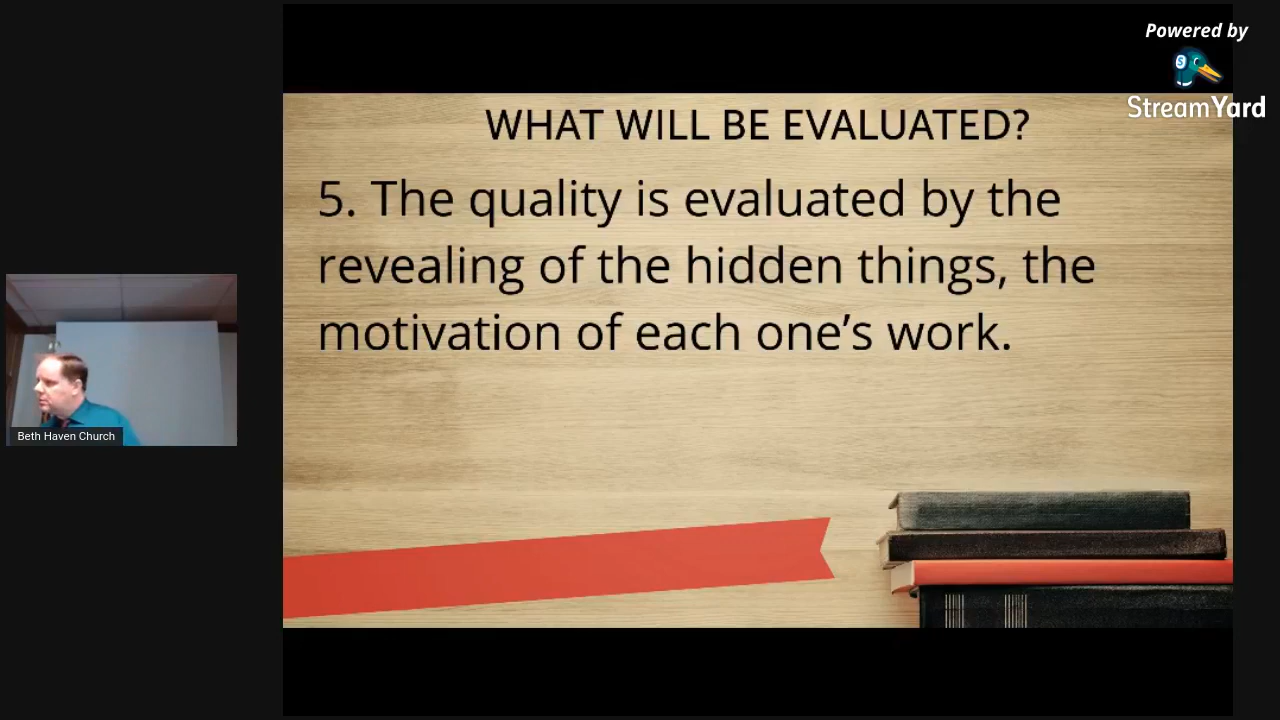 Powered by
StreamYard
WHAT WILL BE EVALUATED?
5. The quality is evaluated by the
revealing of the hidden things, the
motivation of each one’s work.
Beth Haven Church